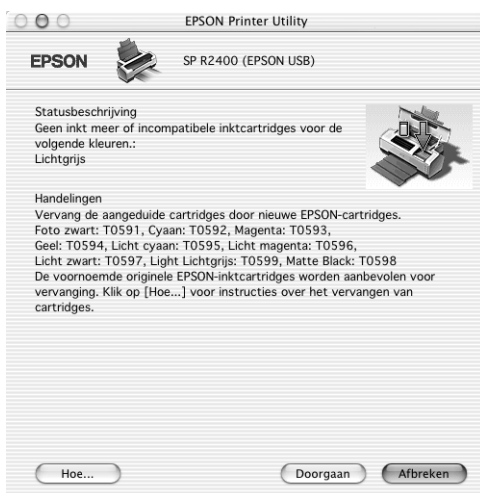 EPSON Printer Utility
EPSON
SP R2400 (EPSON USB)
Statusbeschrijving
Geen inkt meer of incompatibele inktcartridges voor de
volgende kleuren.:
Lichtgrijs
Handelingen
Vervang de aangeduide cartridges door nieuwe EPSON-cartridges.
Foto zwart: T0591, Cyaan: T0592, Magenta: T0593,
Geel: T0594, Licht cyaan: T0595, Licht magenta: T0596,
Licht zwart: T0597, Light Lichtgrijs: T0599, Matte Black: T0598
De voornoemde originele EPSON-inktcartridges worden aanbevolen voor
vervanging. Klik op [Hoe...] voor instructies over het vervangen van
cartridges.
Hoe...
Doorgaan
Afbreken